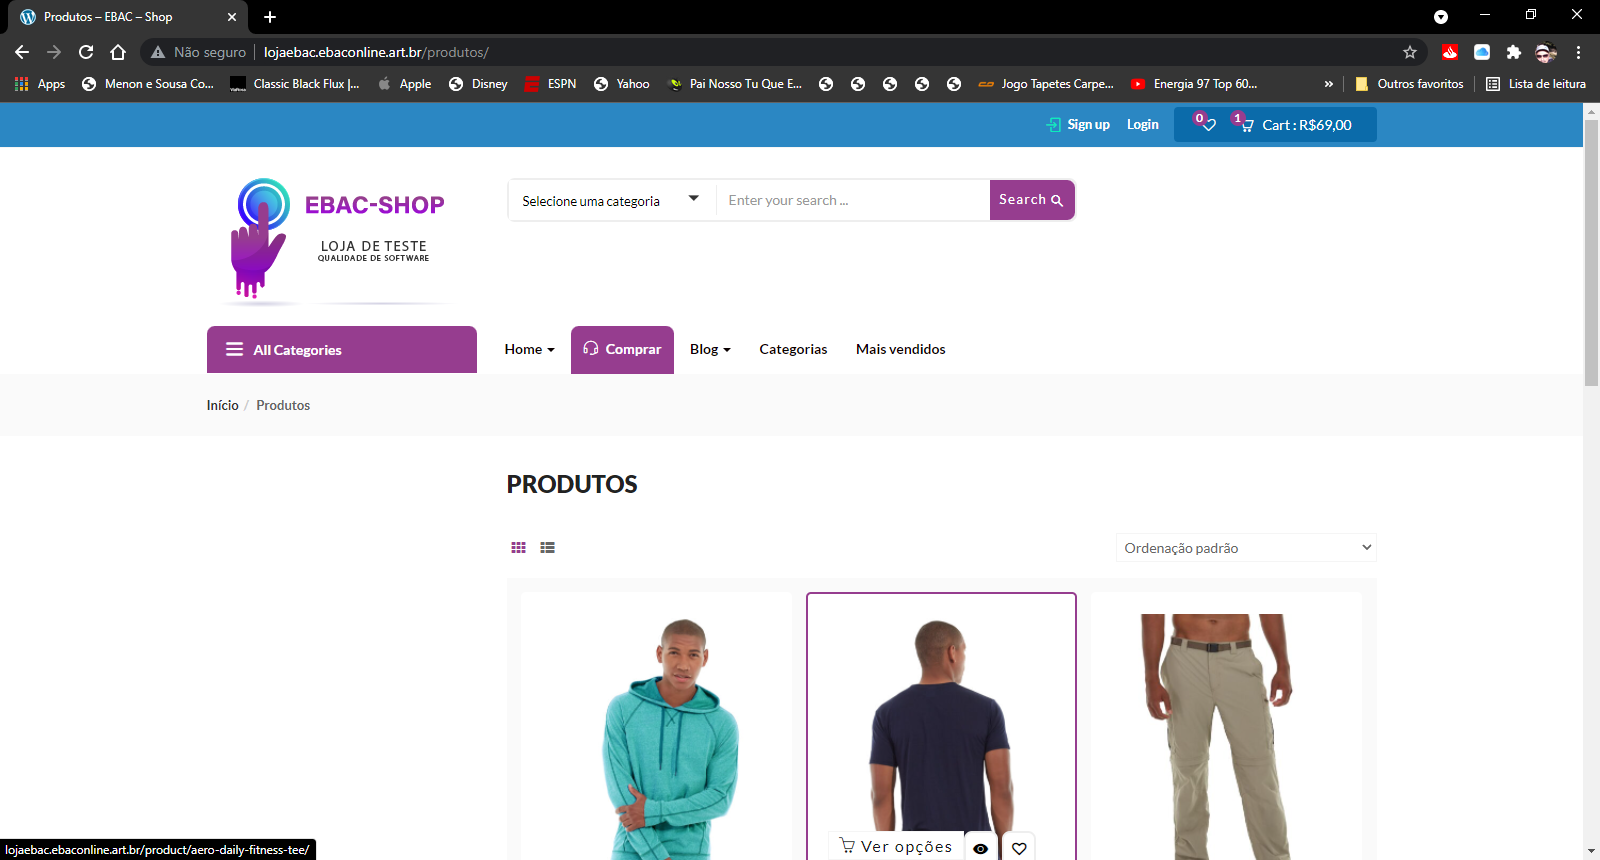 Produtos – EBAC – Shop
Não seguro
lojaebac.ebaconline.art.br/produtos/
Apps
Menon e Sousa Co...
Classic Black Flux |...
Apple
Disney
ESPN
Yahoo
Pai Nosso Tu Que E...
Jogo Tapetes Carpe...
Energia 97 Top 60...
»
Outros favoritos
Lista de leitura
Sign up
Login
0
1
Cart : R$69,00
EBAC-SHOP
LOJA DE TESTE
QUALIDADE DE SOFTWARE
Selecione uma categoria
Enter your search ...
Search
All Categories
Home
Comprar
Blog
Categorias
Mais vendidos
Início / Produtos
PRODUTOS
Ordenação padrão
Ver opções
lojaebac.ebaconline.art.br/product/aero-daily-fitness-tee/